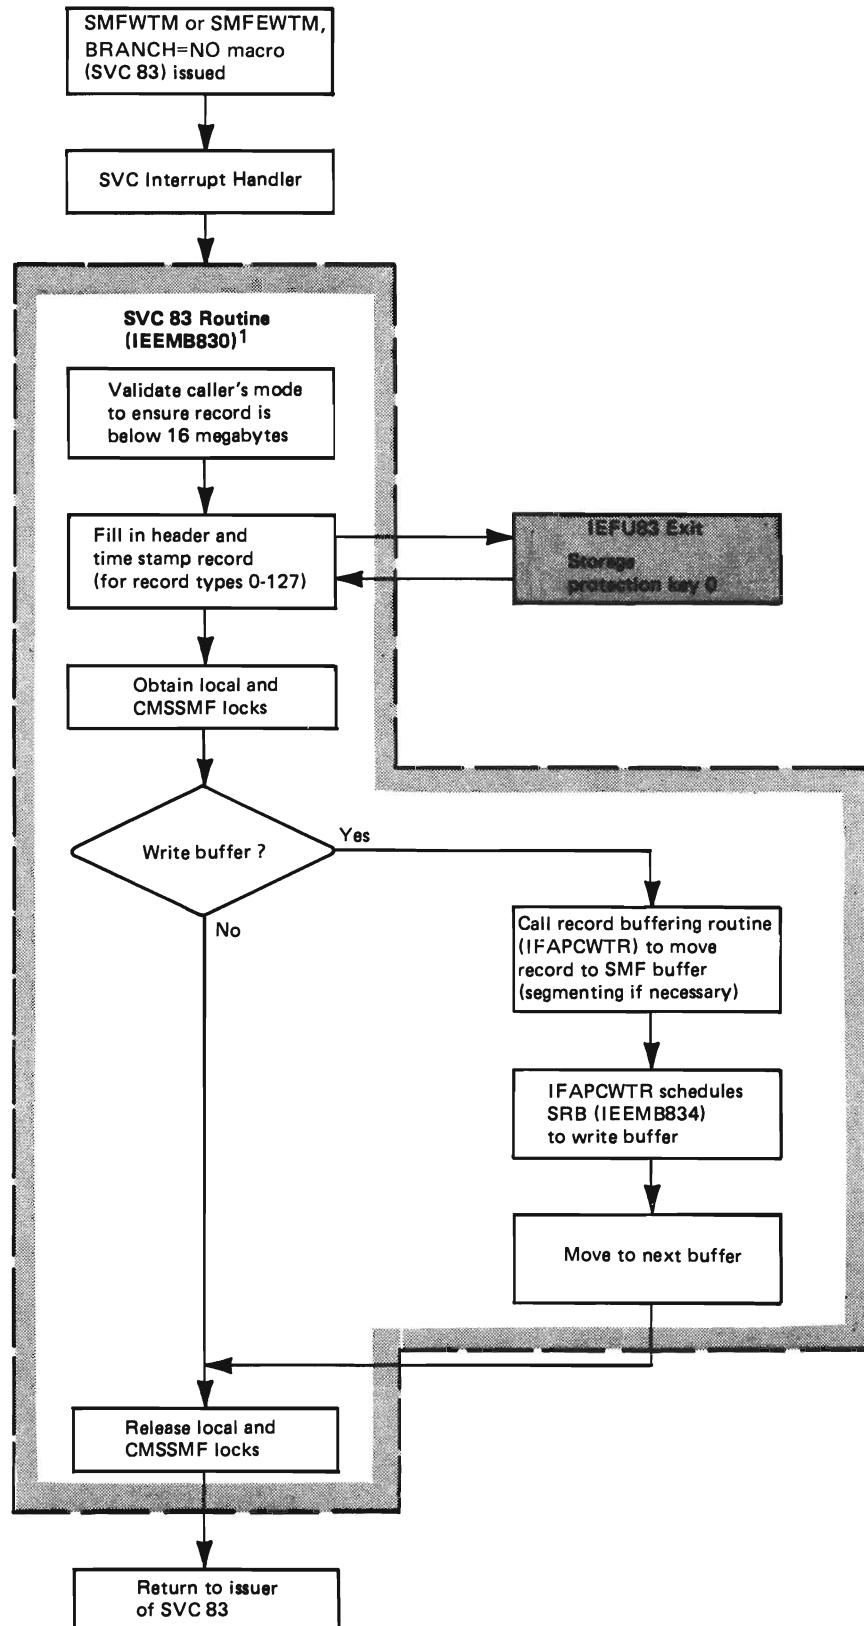 SMFWTM or SMFEWTM,
BRANCH=NO macro
(SVC 83) issued
SVC Interrupt Handler
SVC 83 Routine
(IEEMB830)1
Validate caller's mode
to ensure record is
below 16 megabytes
Fill in header and
time stamp record
(for record types 0-127)
IEFU83 Exit
Storage
protection key 0
Obtain local and
CMSSMF locks
Write buffer ?
Yes
No
Call record buffering routine
(IFAPCWTR) to move
record to SMF buffer
(segmenting if necessary)
IFAPCWTR schedules
SRB (IEEMB834)
to write buffer
Move to next buffer
Release local and
CMSSMF locks
Return to issuer
of SVC 83